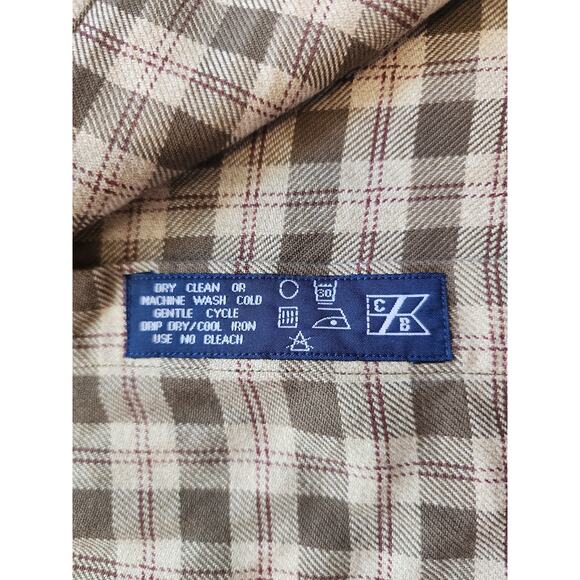 DRY CLEAN OR
MACHINE WASH COLD
GENTLE CYCLE
DRIP DRY/COOL IRON
USE NO BLEACH
30
C B